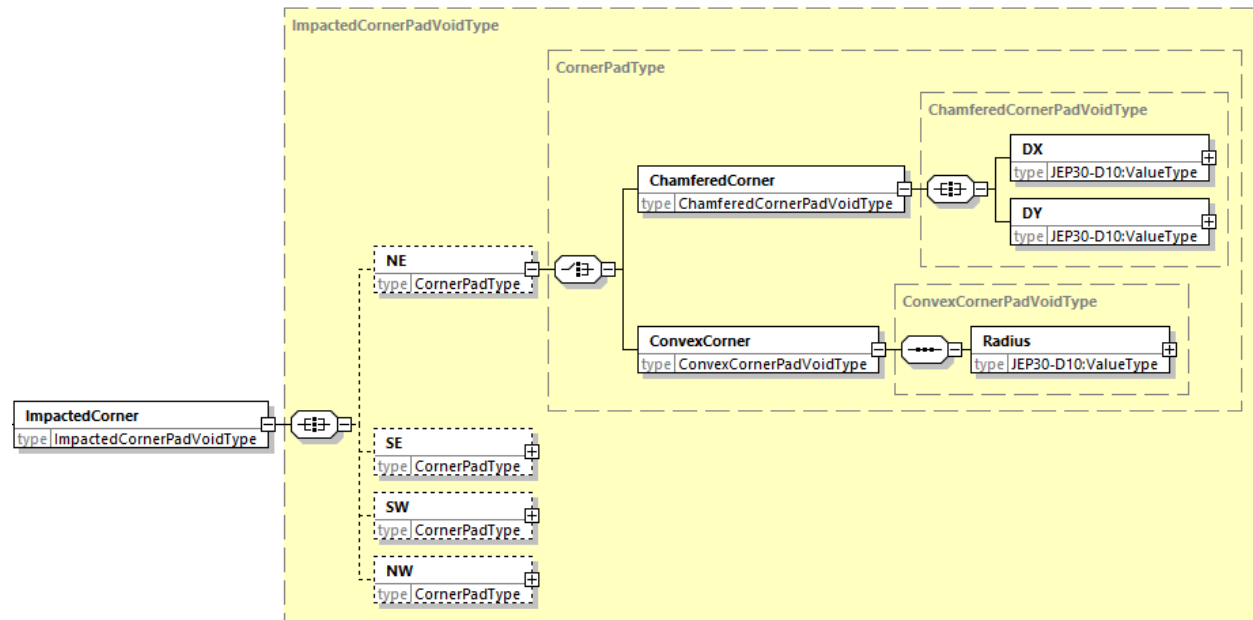 ImpactedCornerPadVoidType
CornerPadType
ChamferedCornerPadVoidType
DX
type JEP30-D10:ValueType
ChamferedCorner
type ChamferedCornerPadVoidType
DY
type JEP30-D10:ValueType
NE
type CornerPadType
ConvexCornerPadVoidType
ConvexCorner
type ConvexCornerPadVoidType
Radius
type JEP30-D10:ValueType
ImpactedCorner
type ImpactedCornerPadVoidType
SE
type CornerPadType
SW
type CornerPadType
NW
type CornerPadType